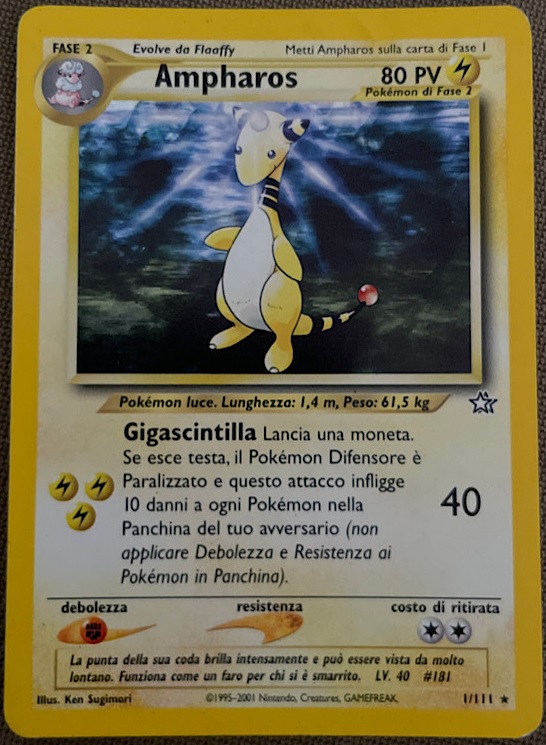 FASE 2 Evolve da Flaaffy Metti Ampharos sulla carta di Fase 1
Ampharos 80 PV
Pokémon di Fase 2
Pokémon luce. Lunghezza: 1,4 m, Peso: 61,5 kg
Gigascintilla Lancia una moneta.
Se esce testa, il Pokémon Difensore è
Paralizzato e questo attacco infligge
10 danni a ogni Pokémon nella
Panchina del tuo avversario (non
applicare Debolezza e Resistenza ai
Pokémon in Panchina).
40
debolezza resistenza costo di ritirata
La punta della sua coda brilla intensamente e può essere vista da molto
lontano. Funziona come un faro per chi si è smarrito. LV. 40 #181
Illus. Ken Sugimori ©1995-2001 Nintendo, Creatures, GAMEFREAK. 1/111 ★